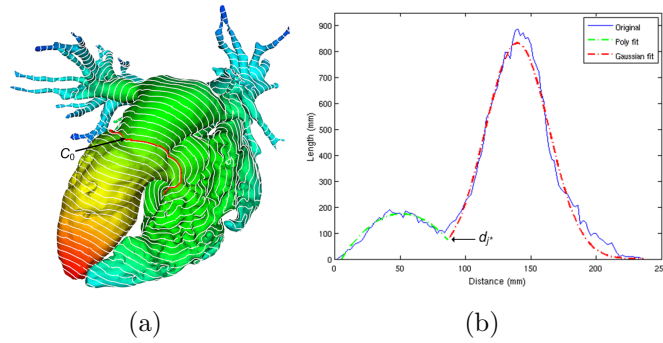 C0
900
800
700
600
500
400
300
200
100
0
Length (mm)
0
50
100
150
200
250
Distance (mm)
Original
Poly fit
Gaussian fit
dj*
(a)
(b)